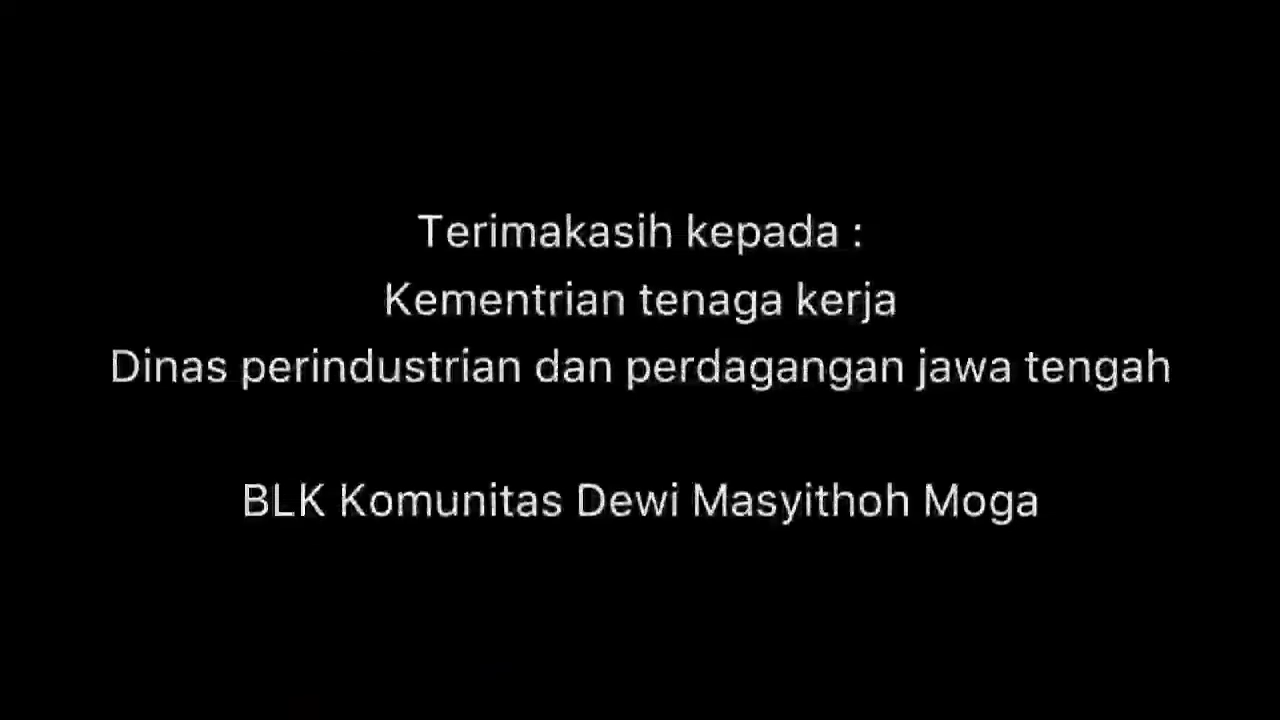 Terimakasih kepada :
Kementrian tenaga kerja
Dinas perindustrian dan perdagangan jawa tengah
BLK Komunitas Dewi Masyithoh Moga